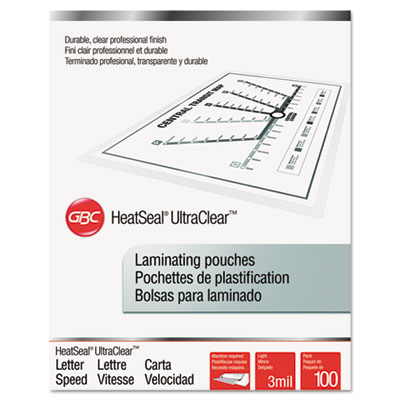 Durable, clear professional finish
Fini clair professionnel et durable
Terminado profesional, transparente y durable
CENTRAL TRANSIT MAP
GBC HeatSeal® UltraClear™
Laminating pouches
Pochettes de plastification
Bolsas para laminado
HeatSeal® UltraClear™
Letter Lettre Carta
Speed Vitesse Velocidad
Machine required
Plastifieuse requise
Necesita máquina
Light
Mince
Delgado
3mil
Pack
Paquet de
Paquete de
100